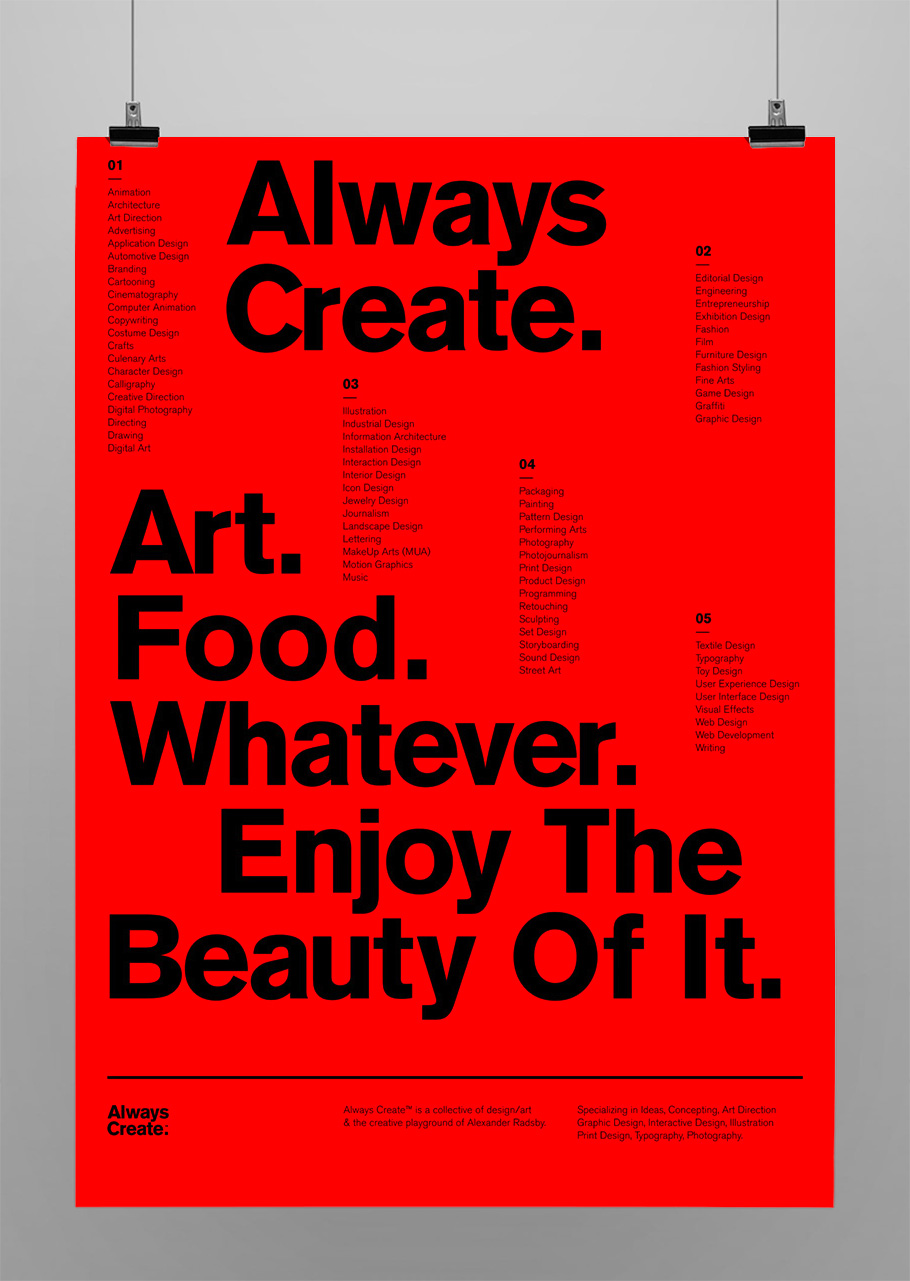 Always
Create.
01
Animation
Architecture
Art Direction
Advertising
Application Design
Automotive Design
Branding
Cartooning
Cinematography
Computer Animation
Copywriting
Costume Design
Crafts
Culenary Arts
Character Design
Calligraphy
Creative Direction
Digital Photography
Directing
Drawing
Digital Art
02
Editorial Design
Engineering
Entrepreneurship
Exhibition Design
Fashion
Film
Furniture Design
Fashion Styling
Fine Arts
Game Design
Graffiti
Graphic Design
03
Illustration
Industrial Design
Information Architecture
Installation Design
Interaction Design
Interior Design
Icon Design
Jewelry Design
Journalism
Landscape Design
Lettering
MakeUp Arts (MUA)
Motion Graphics
Music
04
Packaging
Painting
Pattern Design
Performing Arts
Photography
Photojournalism
Print Design
Product Design
Programming
Retouching
Sculpting
Set Design
Storyboarding
Sound Design
Street Art
05
Textile Design
Typography
Toy Design
User Experience Design
User Interface Design
Visual Effects
Web Design
Web Development
Writing
Art.
Food.
Whatever.
Enjoy The
Beauty Of It.
Always
Create.
Always Create™ is a collective of design/art
& the creative playground of Alexander Radsby.
Specializing in Ideas, Concepting, Art Direction
Graphic Design, Interactive Design, Illustration
Print Design, Typography, Photography.